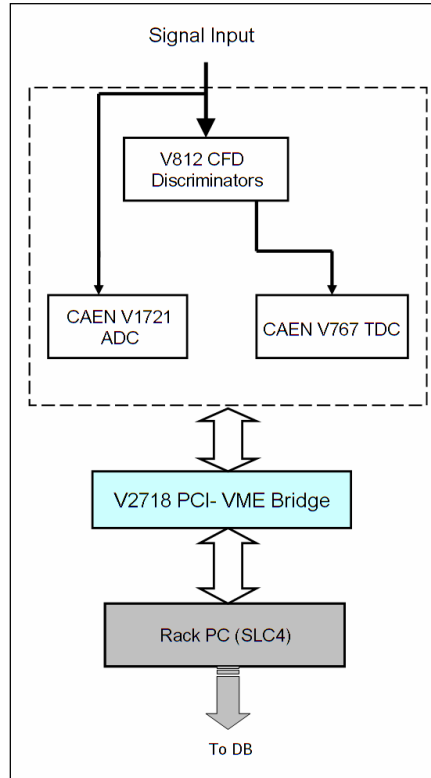 Signal Input
V812 CFD
Discriminators
CAEN V1721
ADC
CAEN V767 TDC
V2718 PCI- VME Bridge
Rack PC (SLC4)
To DB